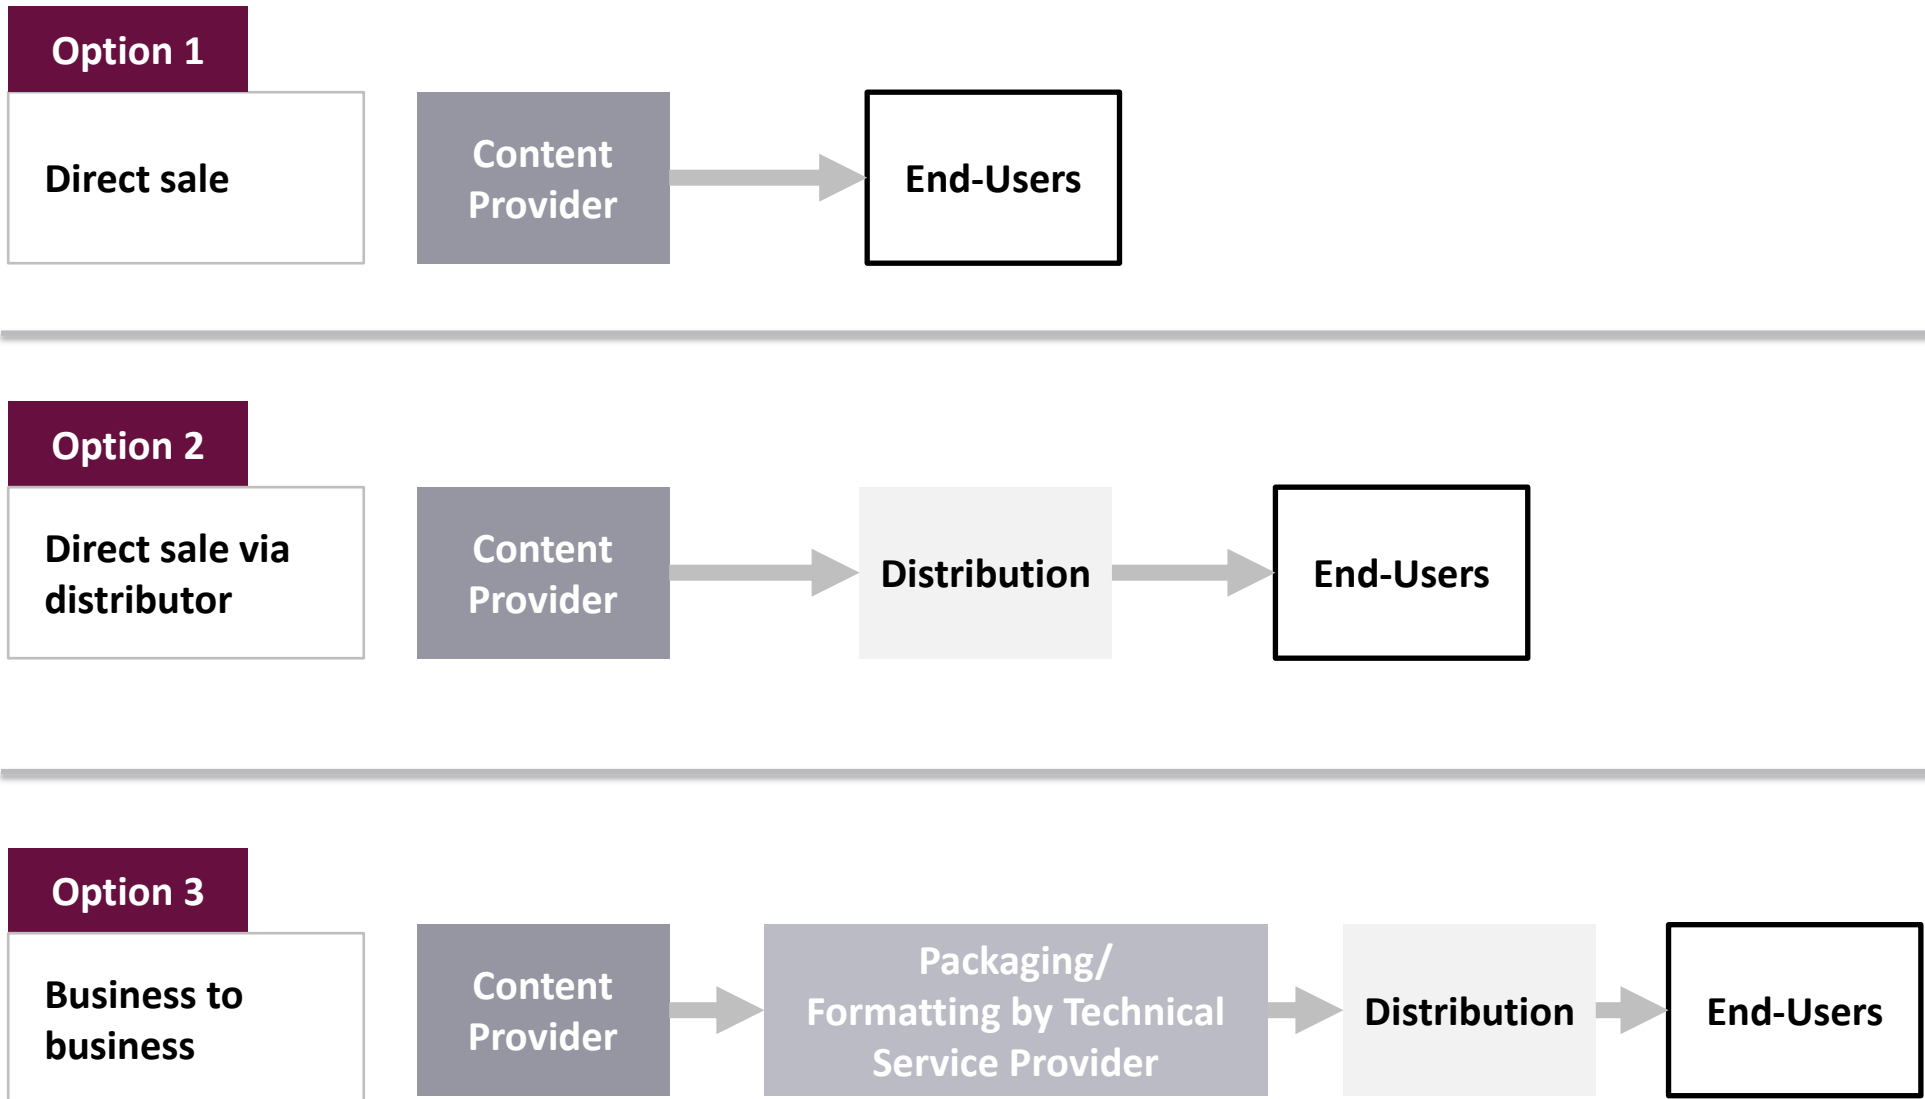 Option 1
Direct sale
Content
Provider
End-Users
Option 2
Direct sale via
distributor
Content
Provider
Distribution
End-Users
Option 3
Business to
business
Content
Provider
Packaging/
Formatting by Technical
Service Provider
Distribution
End-Users